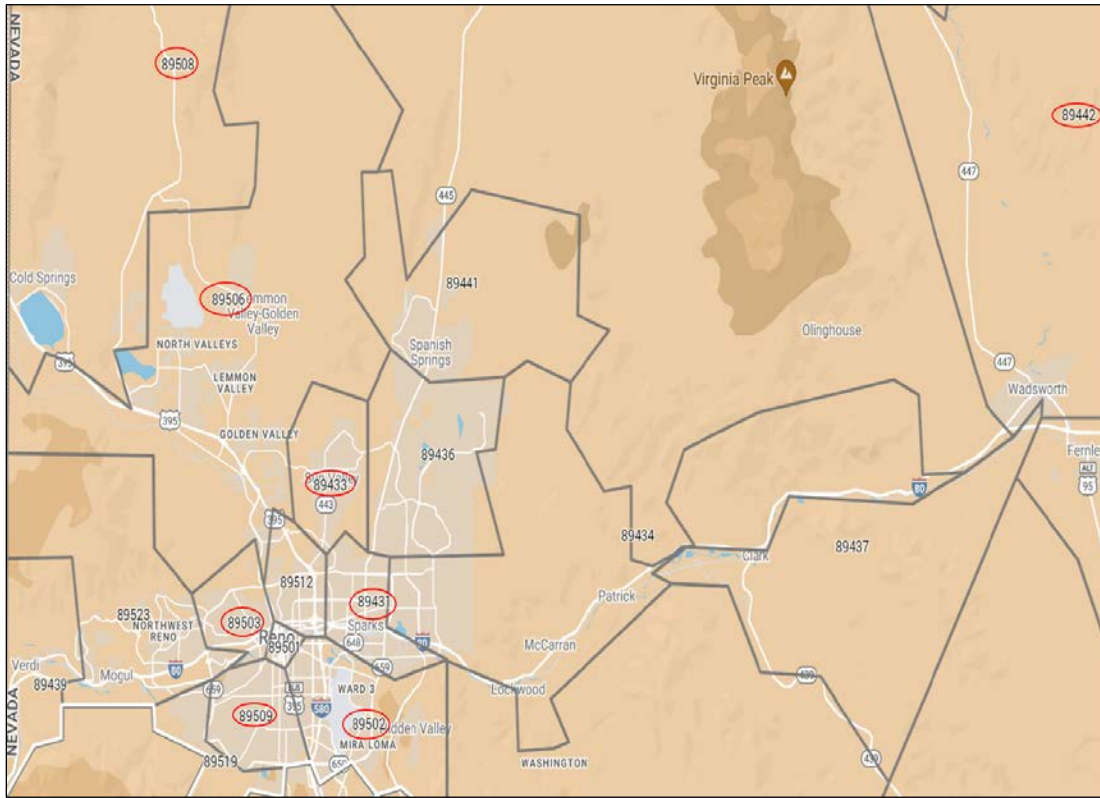 NEVADA
89508
Virginia Peak
89442
447
445
Cold Springs
89441
89506
Lemmon
Valley-Golden
Valley
Olinghouse
NORTH VALLEYS
Spanish
Springs
395
447
LEMMON
VALLEY
Wadsworth
395
GOLDEN VALLEY
89436
Fernley
ALT
95
89433
80
443
395
89434
89437
Clark
89512
89523
NORTHWEST
RENO
89503
89431
Sparks
Patrick
Reno
89501
648
80
McCarran
Verdi
Mogul
80
659
659
439
89439
WARD 3
Lockwood
395
580
89509
89502
Hidden Valley
MIRA LOMA
NEVADA
89519
659
WASHINGTON
439